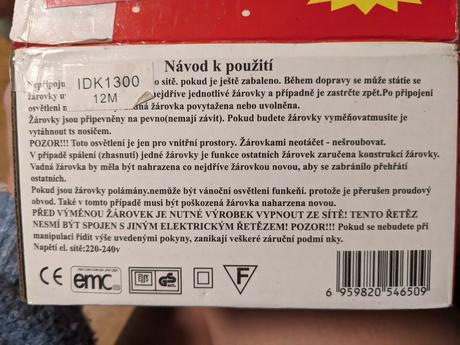 Návod k použití
IDK1300
12M
Nepřipoju o sítě. pokud je ještě zabaleno. Během dopravy se může státie se
žárovky u nejdříve jednotlivé žárovky a případně je zastrčte zpět.Po připojeni
osvětlení n ná žárovka povytažena nebo uvolněna.
Žárovky jsou připevněny na pevno(nemají závit). Pokud budete žárovky vyměňovatmusíte je
vytáhnout ts nosičem.
POZOR!!! Toto osvětlení je jen pro vnitřní prostory. Žárovkami neotáčet - nešroubovat.
V případě spálení (zhasnutí) jedné žárovky je funkce ostatních žárovek zaručena konstrukcí žárovky.
Vadná žárovka by měla být nahrazena co nejdříve žárovkou novou, aby se zabránilo přehřátí
ostatních.
Pokud jsou žárovky polámány.nemůže být vánoční osvětlení funkeňí. protože je přerušen proudový
obvod. Také v tomto případě musí být poškozená žárovka naharzena novou.
PŘED VÝMĚNOU ŽÁROVEK JE NUTNÉ VÝROBEK VYPNOUT ZE SÍTĚ! TENTO ŘETĚZ
NESMÍ BÝT SPOJEN S JINÝM ELEKTRICKÝM ŘETĚZEM! POZOR!!! Pokud se nebudete při
manipulaci řídit výše uvedenými pokyny, zanikají veškeré záruční podmí nky.
Napětí el. sítě:220-240v
CE emc GS F
6 959820 546509